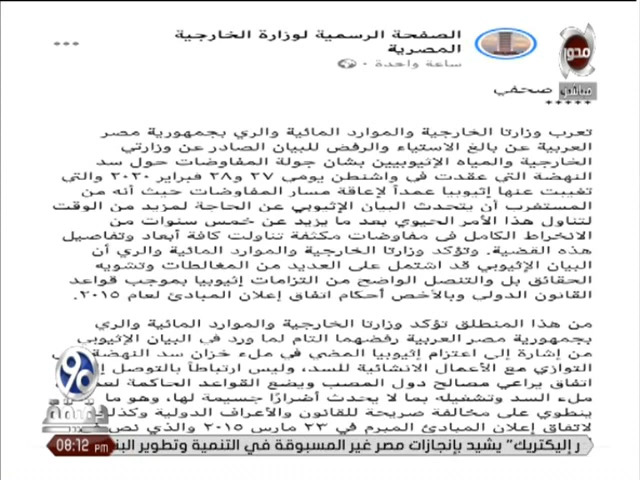 الصفحة الرسمية لوزارة الخارجية
المصرية
ساعة واحدة
محور
مباشر
صحفي
*****
تعرب وزارتا الخارجية والموارد المائية والري بجمهورية مصر
العربية عن بالغ الاستياء والرفض للبيان الصادر عن وزارتي
الخارجية والمياه الإثيوبيين بشان جولة المفاوضات حول سد
النهضة التي عقدت في واشنطن يومي ٢٧ و٢٨ فبراير ٢٠٢٠ والتي
تغيبت عنها إثيوبيا عمداً لإعاقة مسار المفاوضات حيث أنه من
المستغرب أن يتحدث البيان الإثيوبي عن الحاجة لمزيد من الوقت
لتناول هذا الأمر الحيوي بعد ما يزيد عن خمس سنوات من
الانخراط الكامل في مفاوضات مكثفة تناولت كافة أبعاد وتفاصيل
هذه القضية. وتؤكد وزارتا الخارجية والموارد المائية والري أن
البيان الإثيوبي قد اشتمل على العديد من المغالطات وتشويه
الحقائق بل والتنصل الواضح من التزامات إثيوبيا بموجب قواعد
القانون الدولي وبالأخص أحكام اتفاق إعلان المبادئ لعام ٢٠١٥.
من هذا المنطلق تؤكد وزارتا الخارجية والموارد المائية والري
بجمهورية مصر العربية رفضهما التام لما ورد في البيان الإثيوبي
من إشارة إلى اعتزام إثيوبيا المضي في ملء خزان سد النهضة
التوازي مع الأعمال الانشائية للسد، وليس ارتباطاً بالتوصل
اتفاق يراعي مصالح دول المصب ويضع القواعد الحاكمة
ملء السد وتشغيله بما لا يحدث أضرارًا جسيمة لها، وهو
ينطوي على مخالفة صريحة للقانون والأعراف الدولية وكذلك
لاتفاق إعلان المبادئ المبرم في ٢٣ مارس ٢٠١٥ والذي نص
٩٠
دقيقة
ر إليكتريك" يشيد بإنجازات مصر غير المسبوقة في التنمية وتطوير
08:12 pm